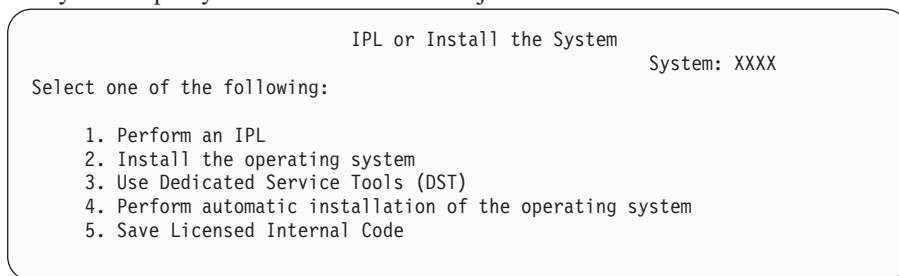 IPL or Install the System
System: XXXX
Select one of the following:
1. Perform an IPL
2. Install the operating system
3. Use Dedicated Service Tools (DST)
4. Perform automatic installation of the operating system
5. Save Licensed Internal Code